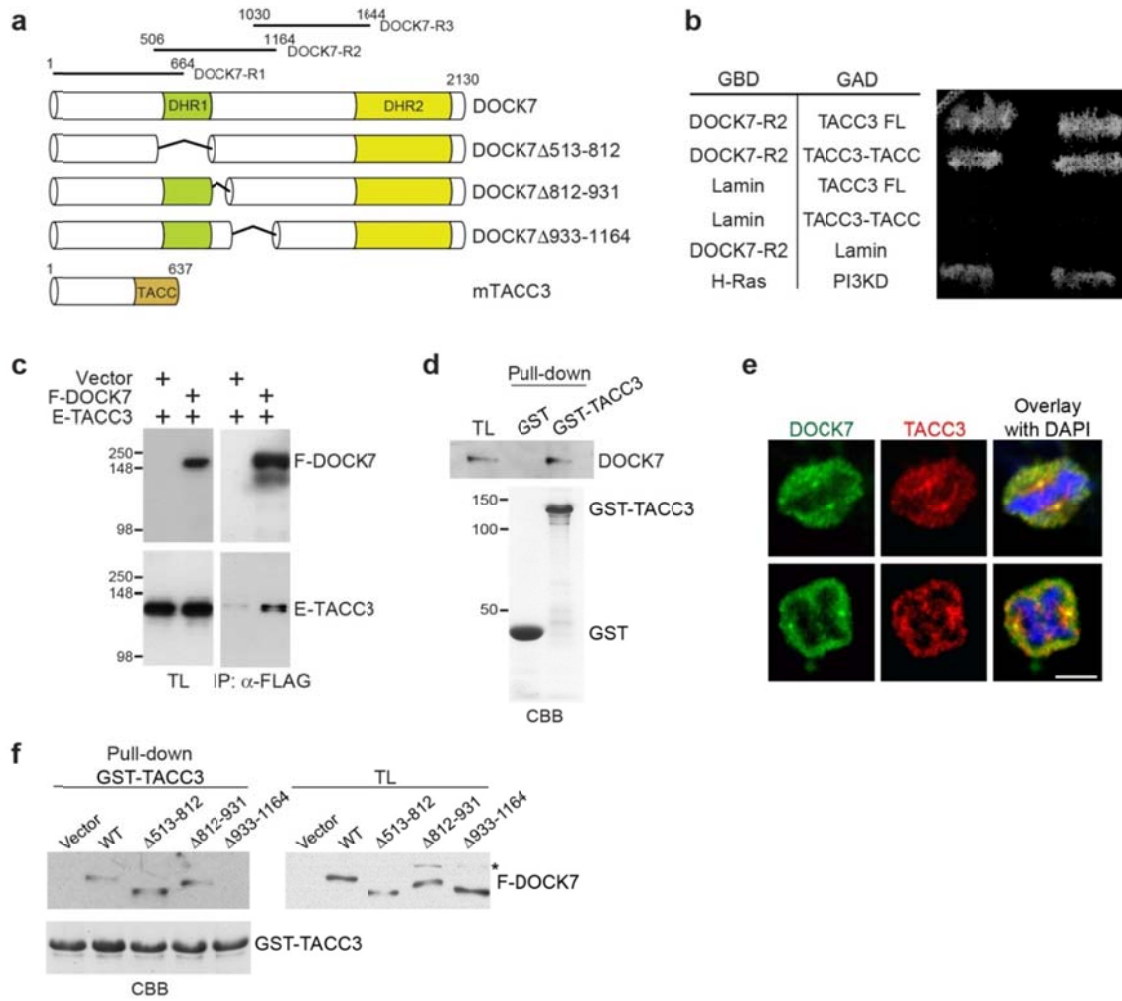 a
1030 1644
DOCK7-R3
506 1164
DOCK7-R2
1 664
DOCK7-R1
2130
DHR1 DHR2 DOCK7
DOCK7Δ513-812
DOCK7Δ812-931
DOCK7Δ933-1164
1 637
TACC mTACC3
b
GBD GAD
DOCK7-R2 TACC3 FL
DOCK7-R2 TACC3-TACC
Lamin TACC3 FL
Lamin TACC3-TACC
DOCK7-R2 Lamin
H-Ras PI3KD
c
Vector + +
F-DOCK7 + +
E-TACC3 + + + +
250
148
98
F-DOCK7
250
148
98
E-TACC3
TL IP: α-FLAG
d
Pull-down
TL GST GST-TACC3
DOCK7
150
100
50
GST-TACC3
GST
CBB
e
DOCK7 TACC3 Overlay
with DAPI
f
Pull-down
GST-TACC3 TL
Vector WT Δ513-812 Δ812-931 Δ933-1164
Vector WT Δ513-812 Δ812-931 Δ933-1164
*
F-DOCK7
GST-TACC3
CBB